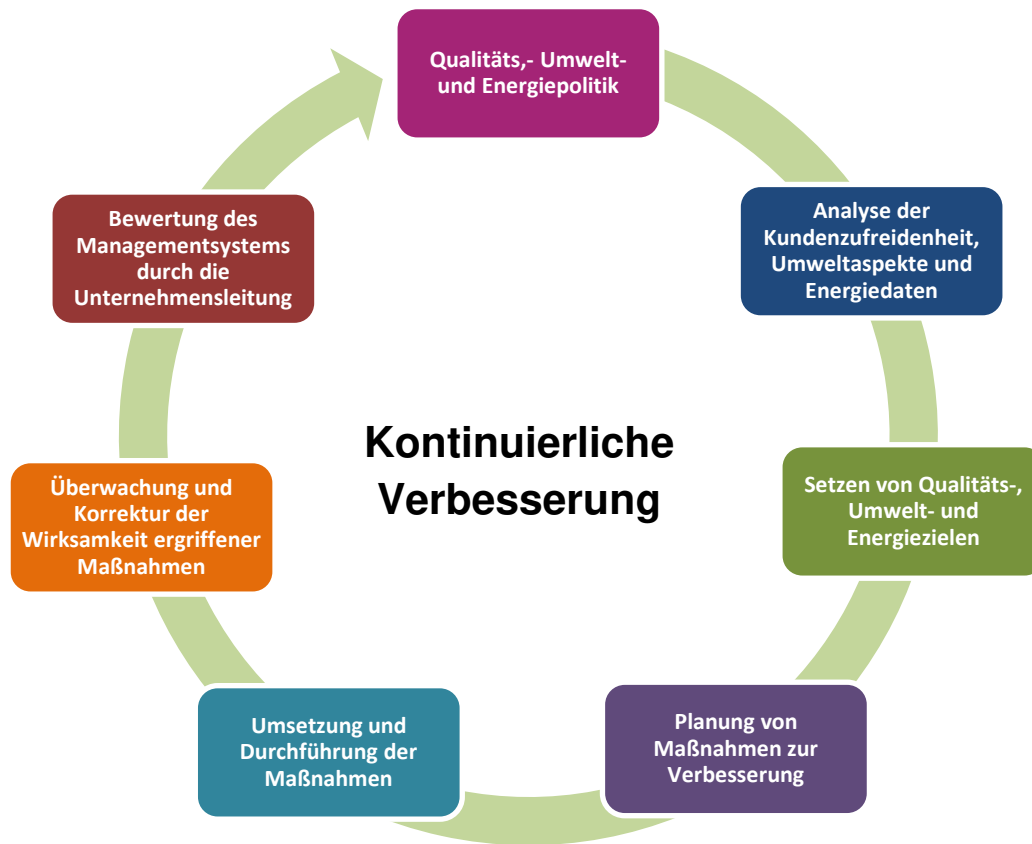 Qualitäts,- Umwelt-
und Energiepolitik
Analyse der
Kundenzufreidenheit,
Umweltaspekte und
Energiedaten
Setzen von Qualitäts-,
Umwelt- und
Energiezielen
Planung von
Maßnahmen zur
Verbesserung
Umsetzung und
Durchführung der
Maßnahmen
Überwachung und
Korrektur der
Wirksamkeit ergriffener
Maßnahmen
Bewertung des
Managementsystems
durch die
Unternehmensleitung
Kontinuierliche
Verbesserung